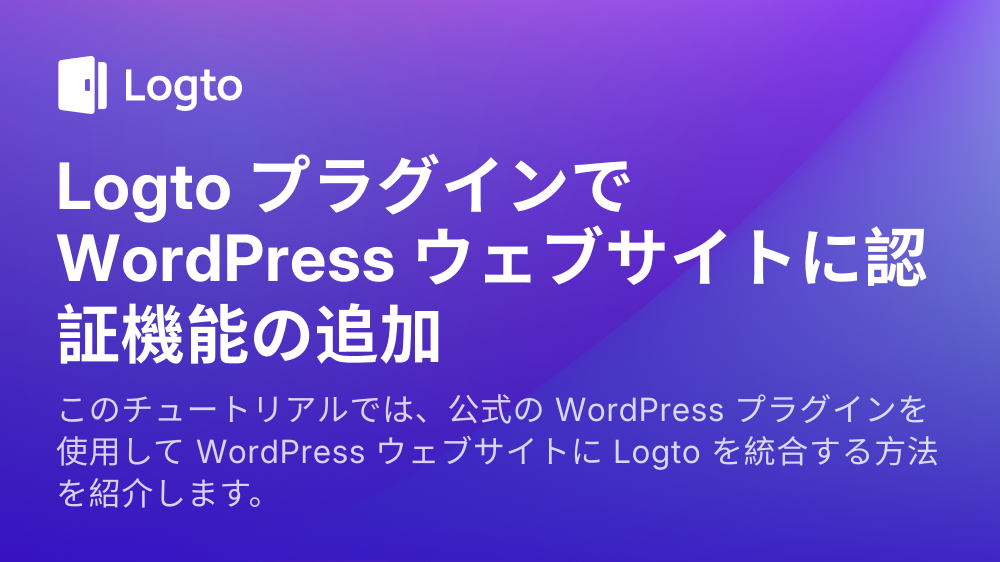 Logto
Logto プラグインで
WordPress ウェブサイトに認
証機能の追加
このチュートリアルでは、公式の WordPress プラグインを
使用して WordPress ウェブサイトに Logto を統合する方法
を紹介します。